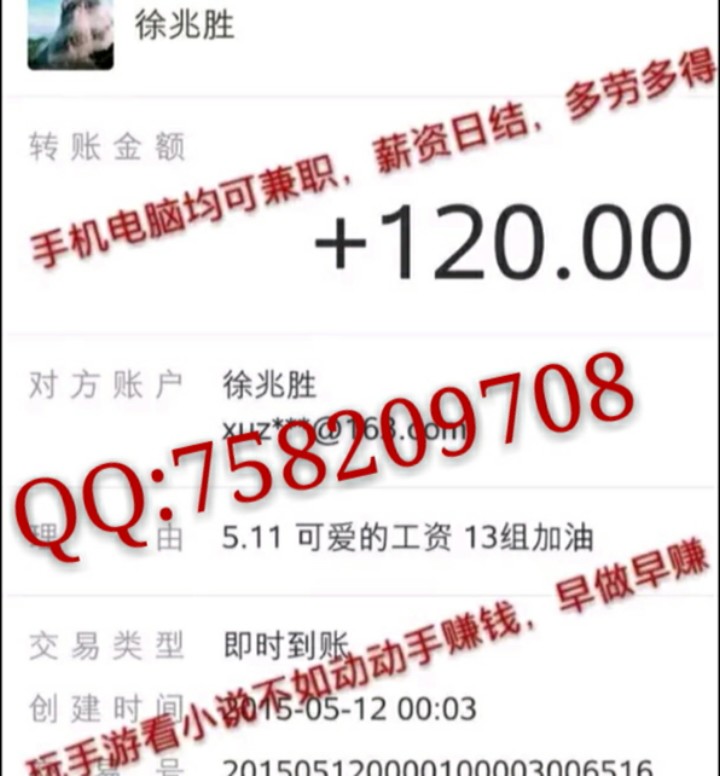 徐兆胜
转账金额
手机电脑均可兼职,薪资日结,多劳多得
+120.00
对方账户 徐兆胜
xuz***@163.com
QQ:758209708
理由 5.11 可爱的工资 13组加油
交易类型 即时到账
玩手游看小说不如动动手赚钱,早做早赚
创建时间 2015-05-12 00:03
易号 2015051200001000030065 16